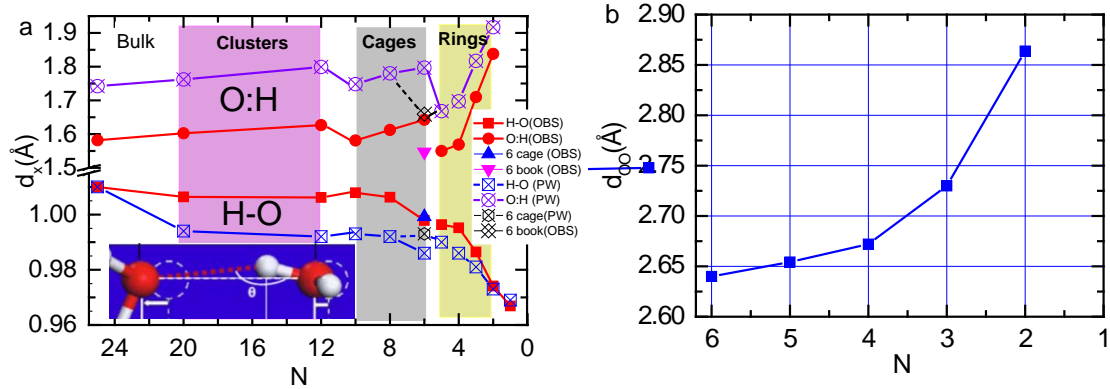 a
Bulk
Clusters
Cages
Rings
O:H
H-O
θ
1.9
1.8
1.7
1.6
1.5
1.00
0.98
0.96
dx(Å)
24
20
16
12
8
4
0
N
H-O(OBS)
O:H(OBS)
6 cage (OBS)
6 book (OBS)
H-O (PW)
O:H (PW)
6 cage(PW)
6 book(OBS)
b
2.90
2.85
2.80
2.75
2.70
2.65
2.60
dOO(Å)
6
5
4
3
2
1
N